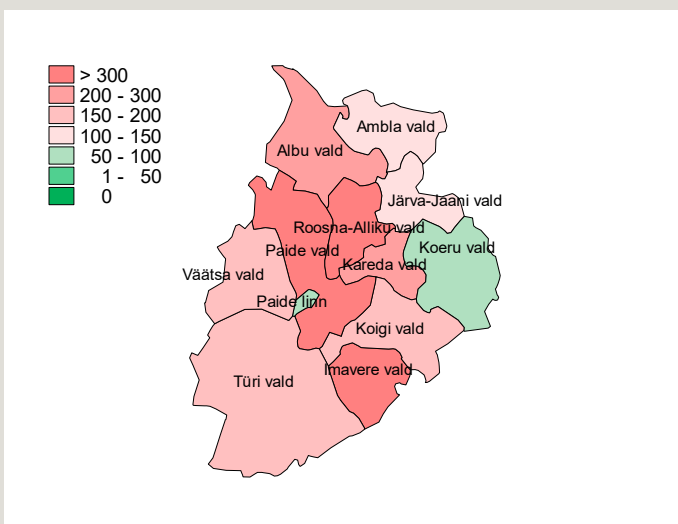 > 300
200 - 300
150 - 200
100 - 150
50 - 100
1 - 50
0
Ambla vald
Albu vald
Järva-Jaani vald
Roosna-Alliku vald
Koeru vald
Paide vald
Kareda vald
Väätsa vald
Paide linn
Koigi vald
Imavere vald
Türi vald